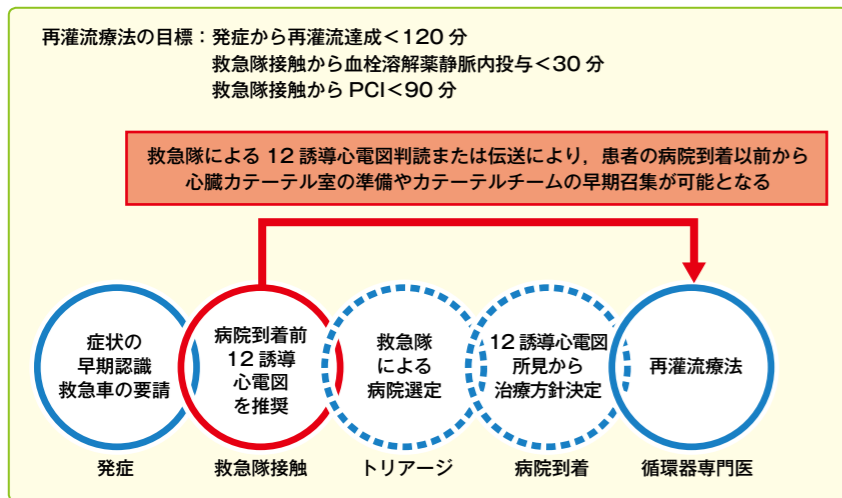 再灌流療法の目標：発症から再灌流達成＜120 分
救急隊接触から血栓溶解薬静脈内投与＜30 分
救急隊接触から PCI＜90 分
救急隊による 12 誘導心電図判読または伝送により，患者の病院到着以前から
心臓カテーテル室の準備やカテーテルチームの早期召集が可能となる
症状の
早期認識
救急車の要請
病院到着前
12 誘導
心電図
を推奨
救急隊
による
病院選定
12 誘導心電図
所見から
治療方針決定
再灌流療法
発症
救急隊接触
トリアージ
病院到着
循環器専門医